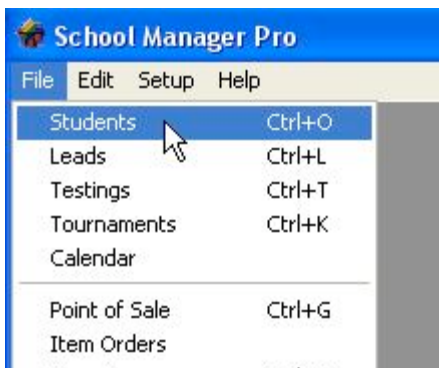 School Manager Pro
File Edit Setup Help
Students Ctrl+O
Leads Ctrl+L
Testings Ctrl+T
Tournaments Ctrl+K
Calendar
Point of Sale Ctrl+G
Item Orders